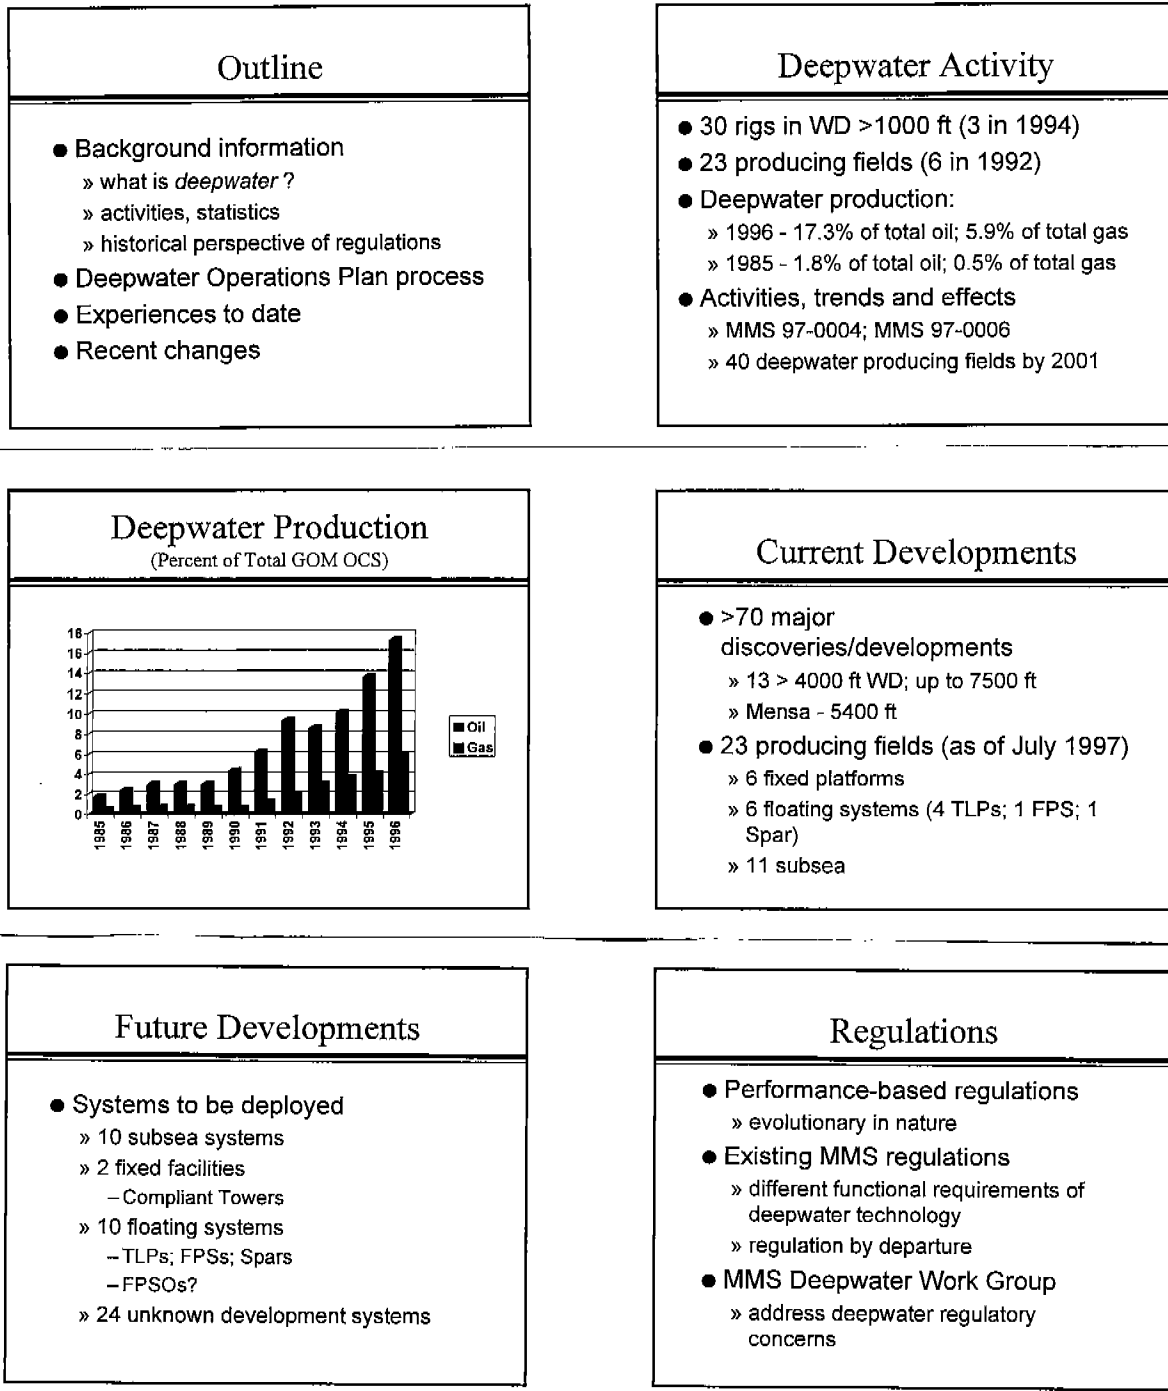 Outline
● Background information
» what is deepwater ?
» activities, statistics
» historical perspective of regulations
● Deepwater Operations Plan process
● Experiences to date
● Recent changes
Deepwater Activity
● 30 rigs in WD >1000 ft (3 in 1994)
● 23 producing fields (6 in 1992)
● Deepwater production:
» 1996 - 17.3% of total oil; 5.9% of total gas
» 1985 - 1.8% of total oil; 0.5% of total gas
● Activities, trends and effects
» MMS 97-0004; MMS 97-0006
» 40 deepwater producing fields by 2001
Deepwater Production
(Percent of Total GOM OCS)
18
16
14
12
10
8
6
4
2
0
1985 1986 1987 1988 1989 1990 1991 1992 1993 1994 1995 1996
Oil
Gas
Current Developments
● >70 major
discoveries/developments
» 13 > 4000 ft WD; up to 7500 ft
» Mensa - 5400 ft
● 23 producing fields (as of July 1997)
» 6 fixed platforms
» 6 floating systems (4 TLPs; 1 FPS; 1
Spar)
» 11 subsea
Future Developments
● Systems to be deployed
» 10 subsea systems
» 2 fixed facilities
– Compliant Towers
» 10 floating systems
– TLPs; FPSs; Spars
– FPSOs?
» 24 unknown development systems
Regulations
● Performance-based regulations
» evolutionary in nature
● Existing MMS regulations
» different functional requirements of
deepwater technology
» regulation by departure
● MMS Deepwater Work Group
» address deepwater regulatory
concerns